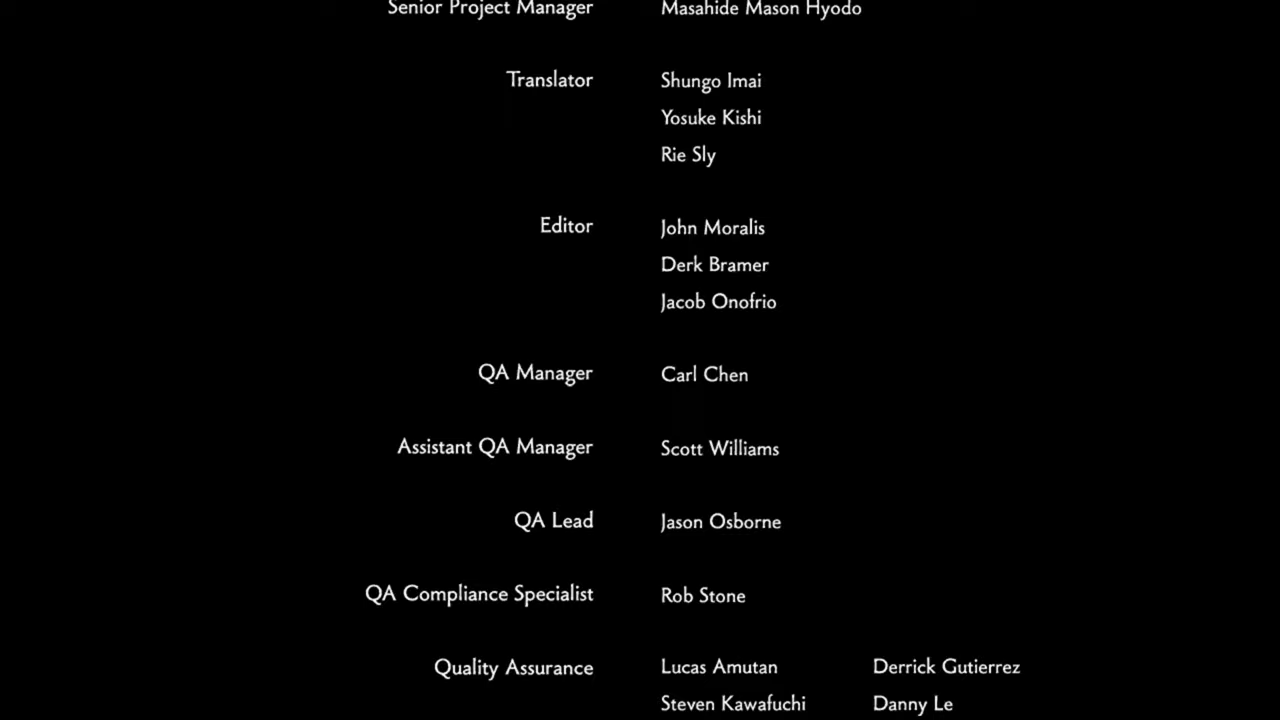 Senior Project Manager Masahide Mason Hyodo
Translator Shungo Imai
Yosuke Kishi
Rie Sly
Editor John Moralis
Derk Bramer
Jacob Onofrio
QA Manager Carl Chen
Assistant QA Manager Scott Williams
QA Lead Jason Osborne
QA Compliance Specialist Rob Stone
Quality Assurance Lucas Amutan Derrick Gutierrez
Steven Kawafuchi Danny Le